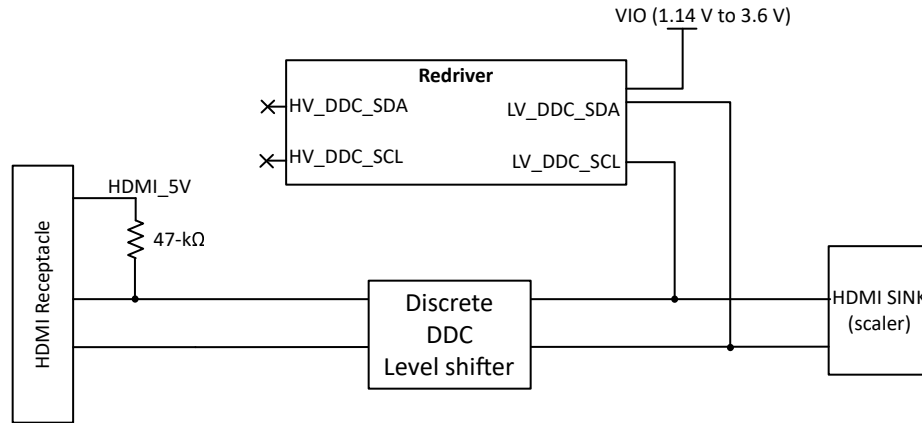 VIO (1.14 V to 3.6 V)
Redriver
HV_DDC_SDA
LV_DDC_SDA
HV_DDC_SCL
LV_DDC_SCL
HDMI_5V
47-kΩ
HDMI Receptacle
Discrete
DDC
Level shifter
HDMI SINK
(scaler)